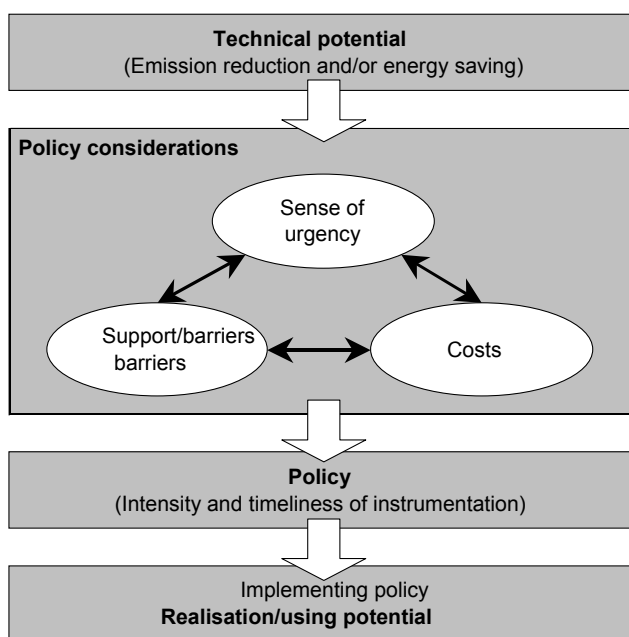 Technical potential
(Emission reduction and/or energy saving)
Policy considerations
Sense of
urgency
Support/barriers
barriers
Costs
Policy
(Intensity and timeliness of instrumentation)
Implementing policy
Realisation/using potential